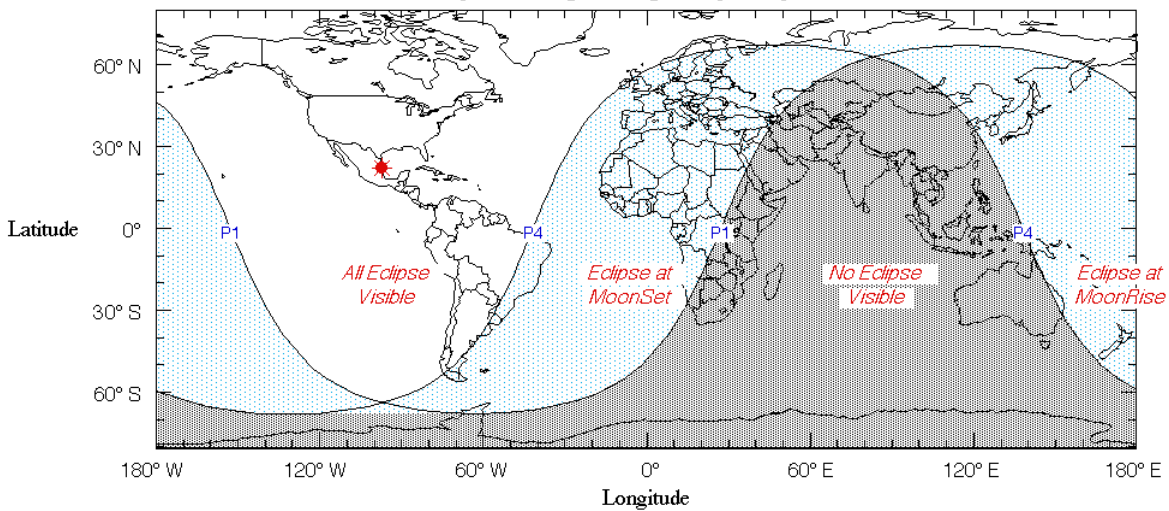 60° N
30° N
Latitude
0°
30° S
60° S
P1
P4
P1
P4
All Eclipse
Visible
Eclipse at
MoonSet
No Eclipse
Visible
Eclipse at
MoonRise
180° W
120° W
60° W
0°
60° E
120° E
180° E
Longitude